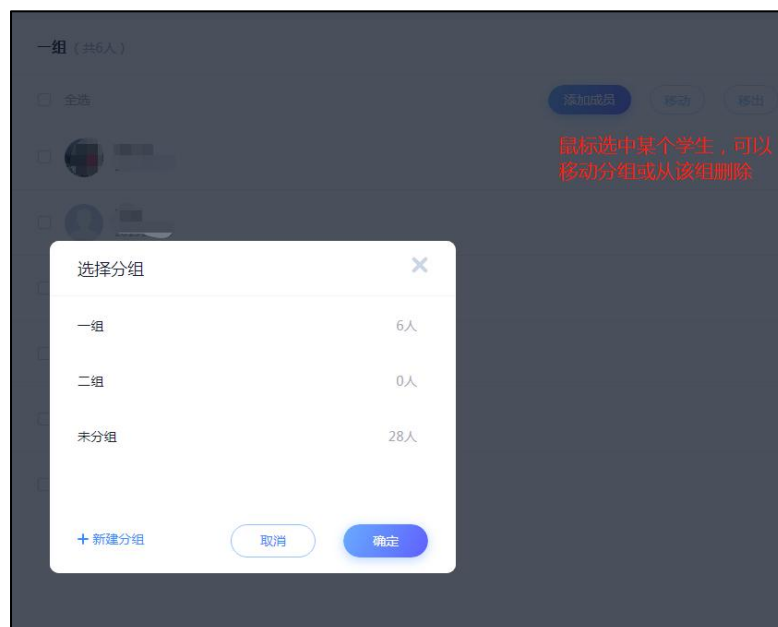 一组（共6人）
全选
添加成员 移动 移出
鼠标选中某个学生，可以
移动分组或从该组删除
选择分组
一组 6人
二组 0人
未分组 28人
+ 新建分组 取消 确定